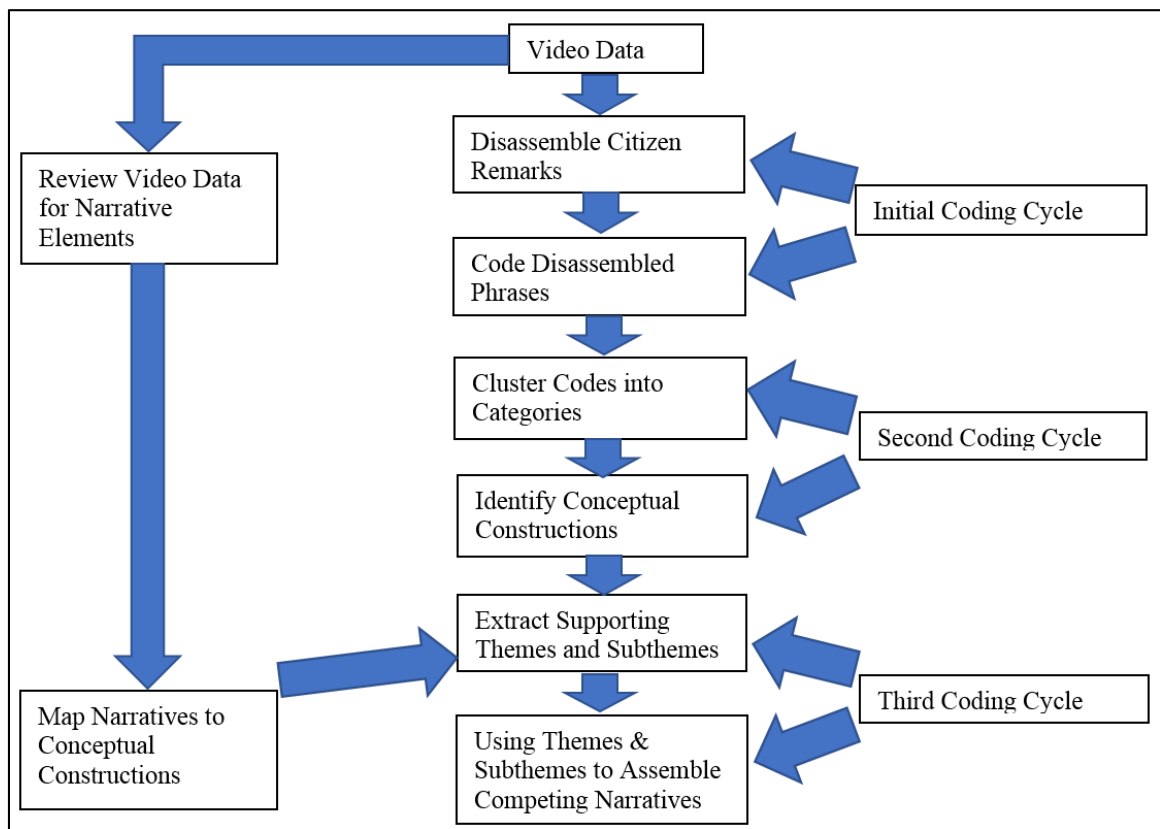 Video Data
Disassemble Citizen
Remarks
Review Video Data
for Narrative
Elements
Initial Coding Cycle
Code Disassembled
Phrases
Cluster Codes into
Categories
Second Coding Cycle
Identify Conceptual
Constructions
Extract Supporting
Themes and Subthemes
Third Coding Cycle
Map Narratives to
Conceptual
Constructions
Using Themes &
Subthemes to Assemble
Competing Narratives